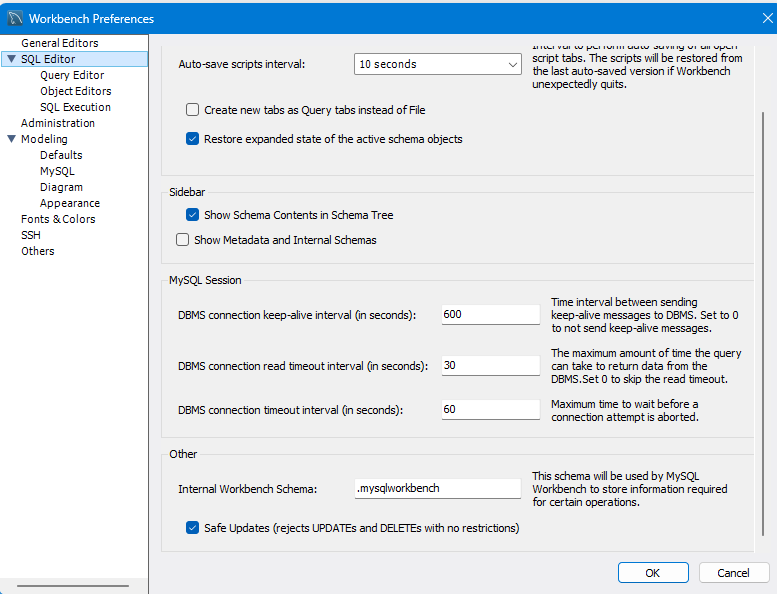 Workbench Preferences
General Editors
SQL Editor
Query Editor
Object Editors
SQL Execution
Administration
Modeling
Defaults
MySQL
Diagram
Appearance
Fonts & Colors
SSH
Others
Auto-save scripts interval:
10 seconds
Interval to perform auto-saving of all open
script tabs. The scripts will be restored from
the last auto-saved version if Workbench
unexpectedly quits.
Create new tabs as Query tabs instead of File
Restore expanded state of the active schema objects
Sidebar
Show Schema Contents in Schema Tree
Show Metadata and Internal Schemas
MySQL Session
DBMS connection keep-alive interval (in seconds):
600
Time interval between sending
keep-alive messages to DBMS. Set to 0
to not send keep-alive messages.
DBMS connection read timeout interval (in seconds):
30
The maximum amount of time the query
can take to return data from the
DBMS.Set 0 to skip the read timeout.
DBMS connection timeout interval (in seconds):
60
Maximum time to wait before a
connection attempt is aborted.
Other
Internal Workbench Schema:
.mysqlworkbench
This schema will be used by MySQL
Workbench to store information required
for certain operations.
Safe Updates (rejects UPDATEs and DELETEs with no restrictions)
OK
Cancel